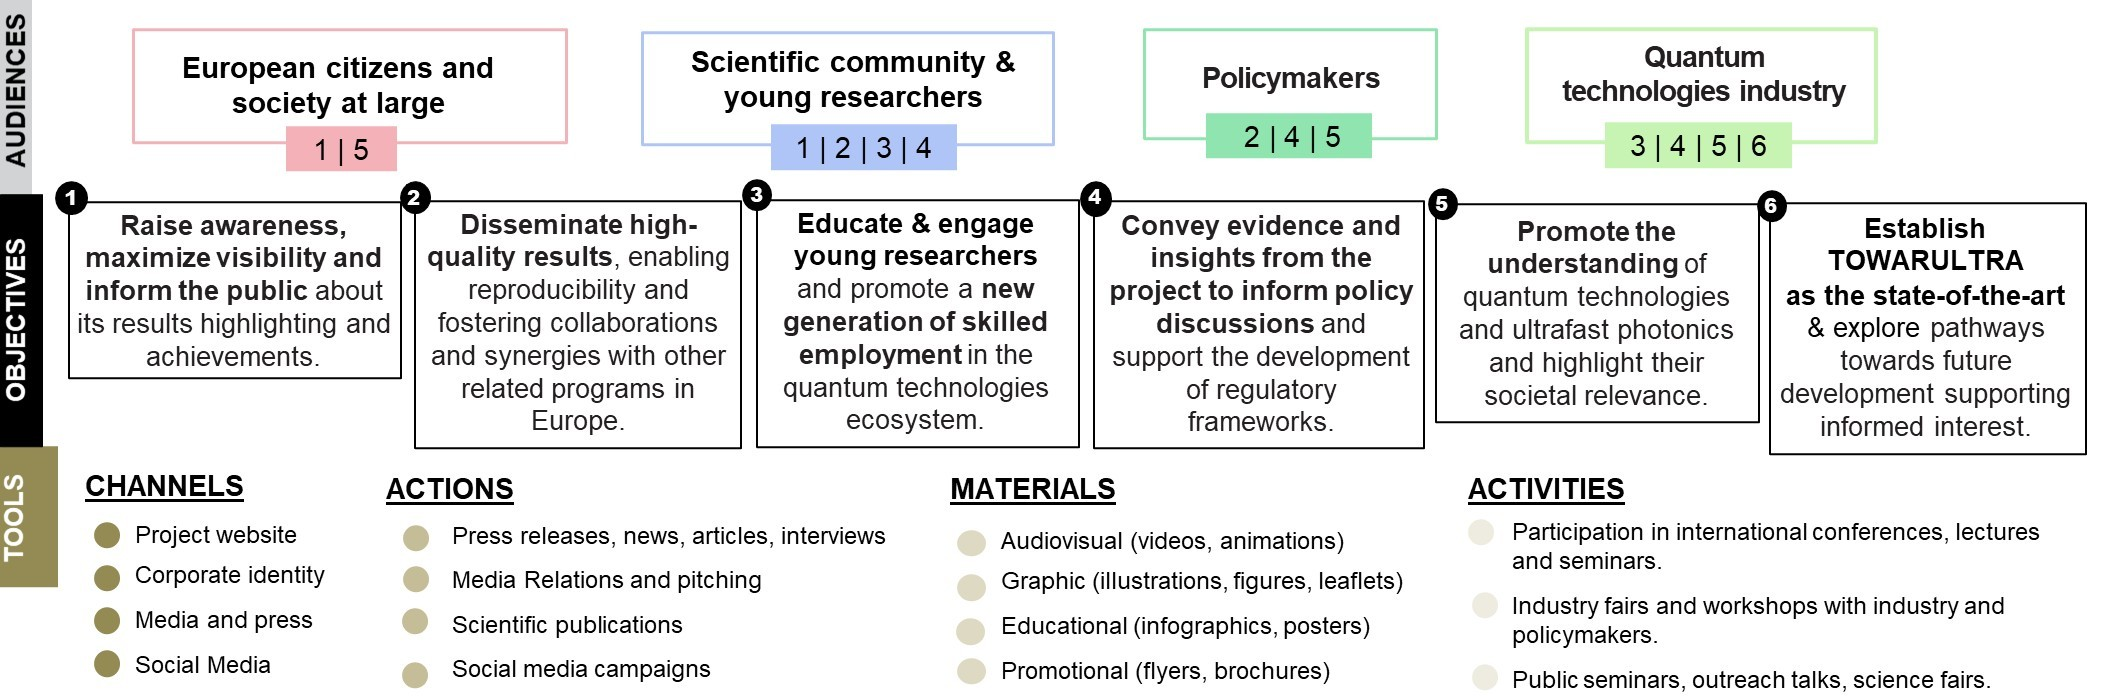 AUDIENCES
European citizens and
society at large
1 | 5
Scientific community &
young researchers
1 | 2 | 3 | 4
Policymakers
2 | 4 | 5
Quantum
technologies industry
3 | 4 | 5 | 6
OBJECTIVES
1
Raise awareness,
maximize visibility and
inform the public about
its results highlighting and
achievements.
2
Disseminate high-
quality results, enabling
reproducibility and
fostering collaborations
and synergies with other
related programs in
Europe.
3
Educate & engage
young researchers
and promote a new
generation of skilled
employment in the
quantum technologies
ecosystem.
4
Convey evidence and
insights from the
project to inform policy
discussions and
support the development
of regulatory
frameworks.
5
Promote the
understanding of
quantum technologies
and ultrafast photonics
and highlight their
societal relevance.
6
Establish
TOWARULTRA
as the state-of-the-art
& explore pathways
towards future
development supporting
informed interest.
TOOLS
CHANNELS
Project website
Corporate identity
Media and press
Social Media
ACTIONS
Press releases, news, articles, interviews
Media Relations and pitching
Scientific publications
Social media campaigns
MATERIALS
Audiovisual (videos, animations)
Graphic (illustrations, figures, leaflets)
Educational (infographics, posters)
Promotional (flyers, brochures)
ACTIVITIES
Participation in international conferences, lectures
and seminars.
Industry fairs and workshops with industry and
policymakers.
Public seminars, outreach talks, science fairs.